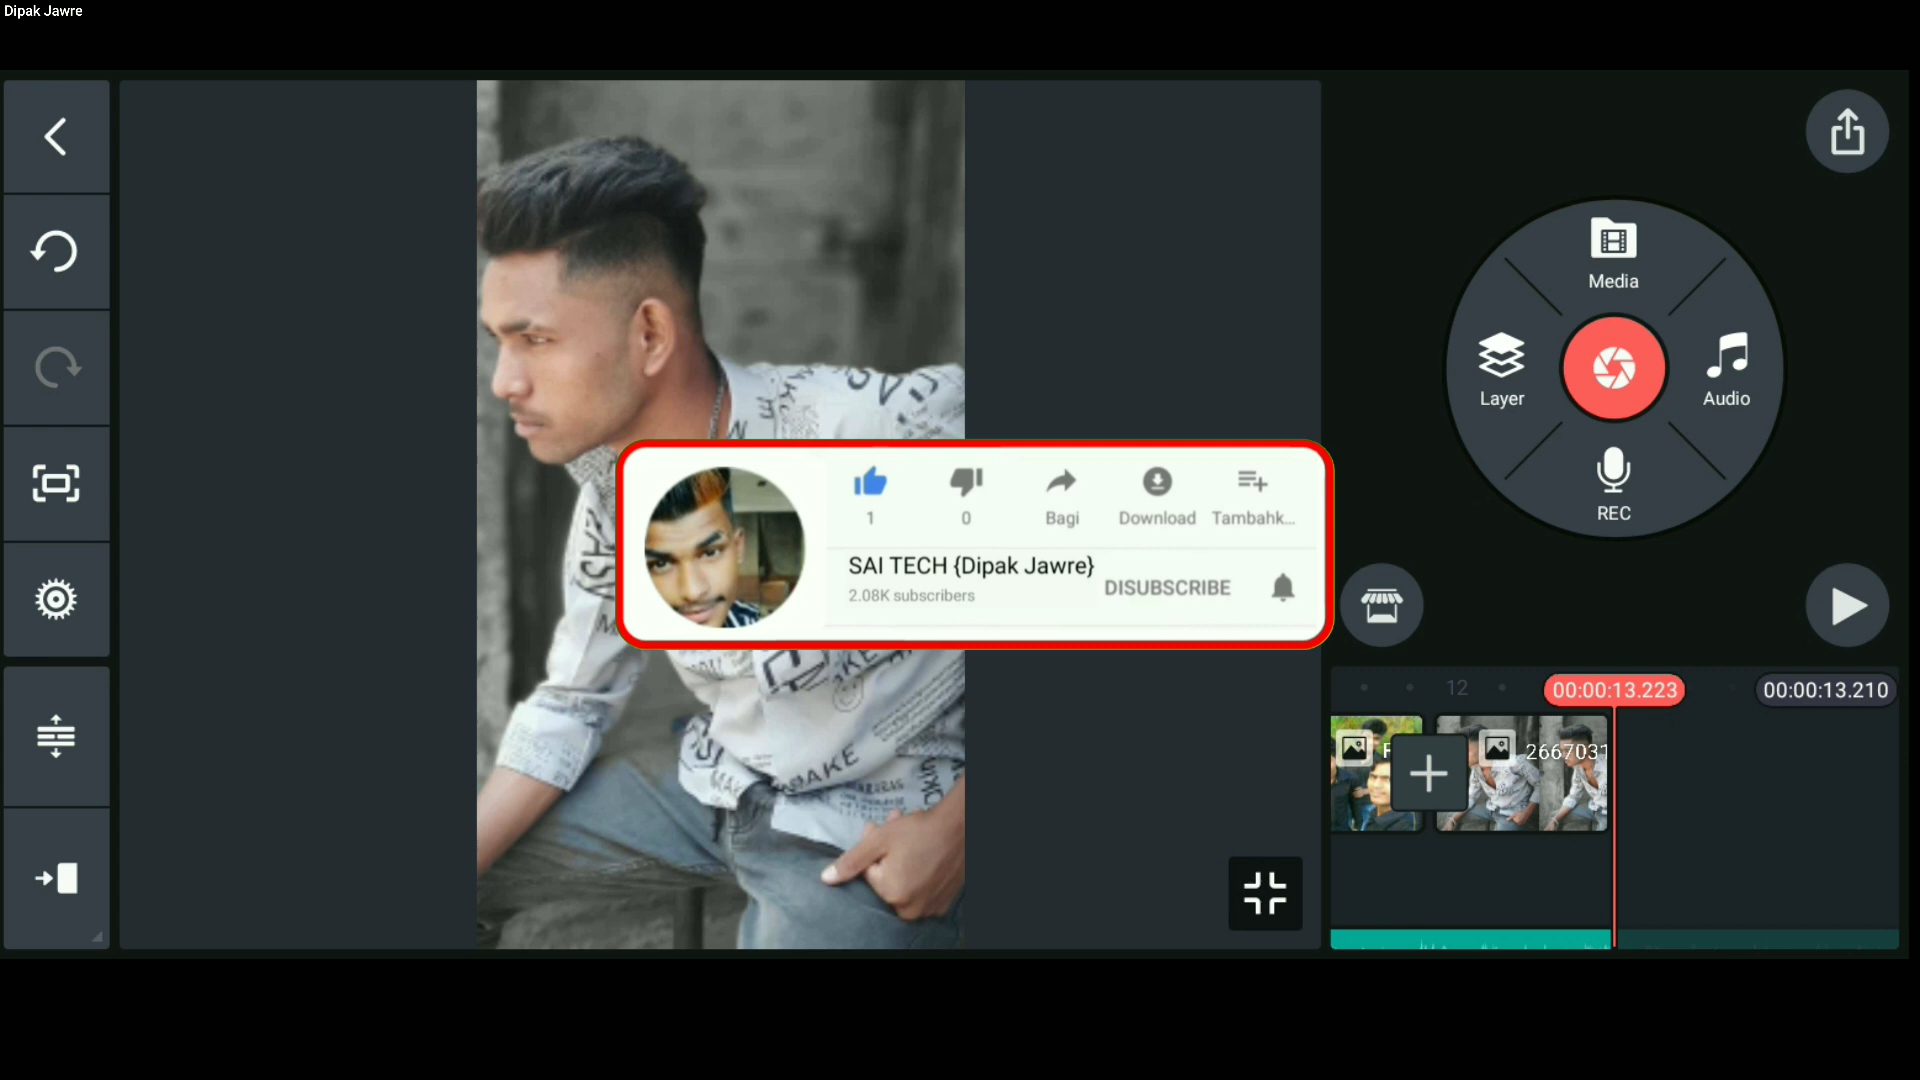 Dipak Jawre
Media
Layer
Audio
REC
1
0
Bagi
Download
Tambahk...
SAI TECH {Dipak Jawre}
2.08K subscribers
DISUBSCRIBE
12
00:00:13.223
00:00:13.210
F
2667031